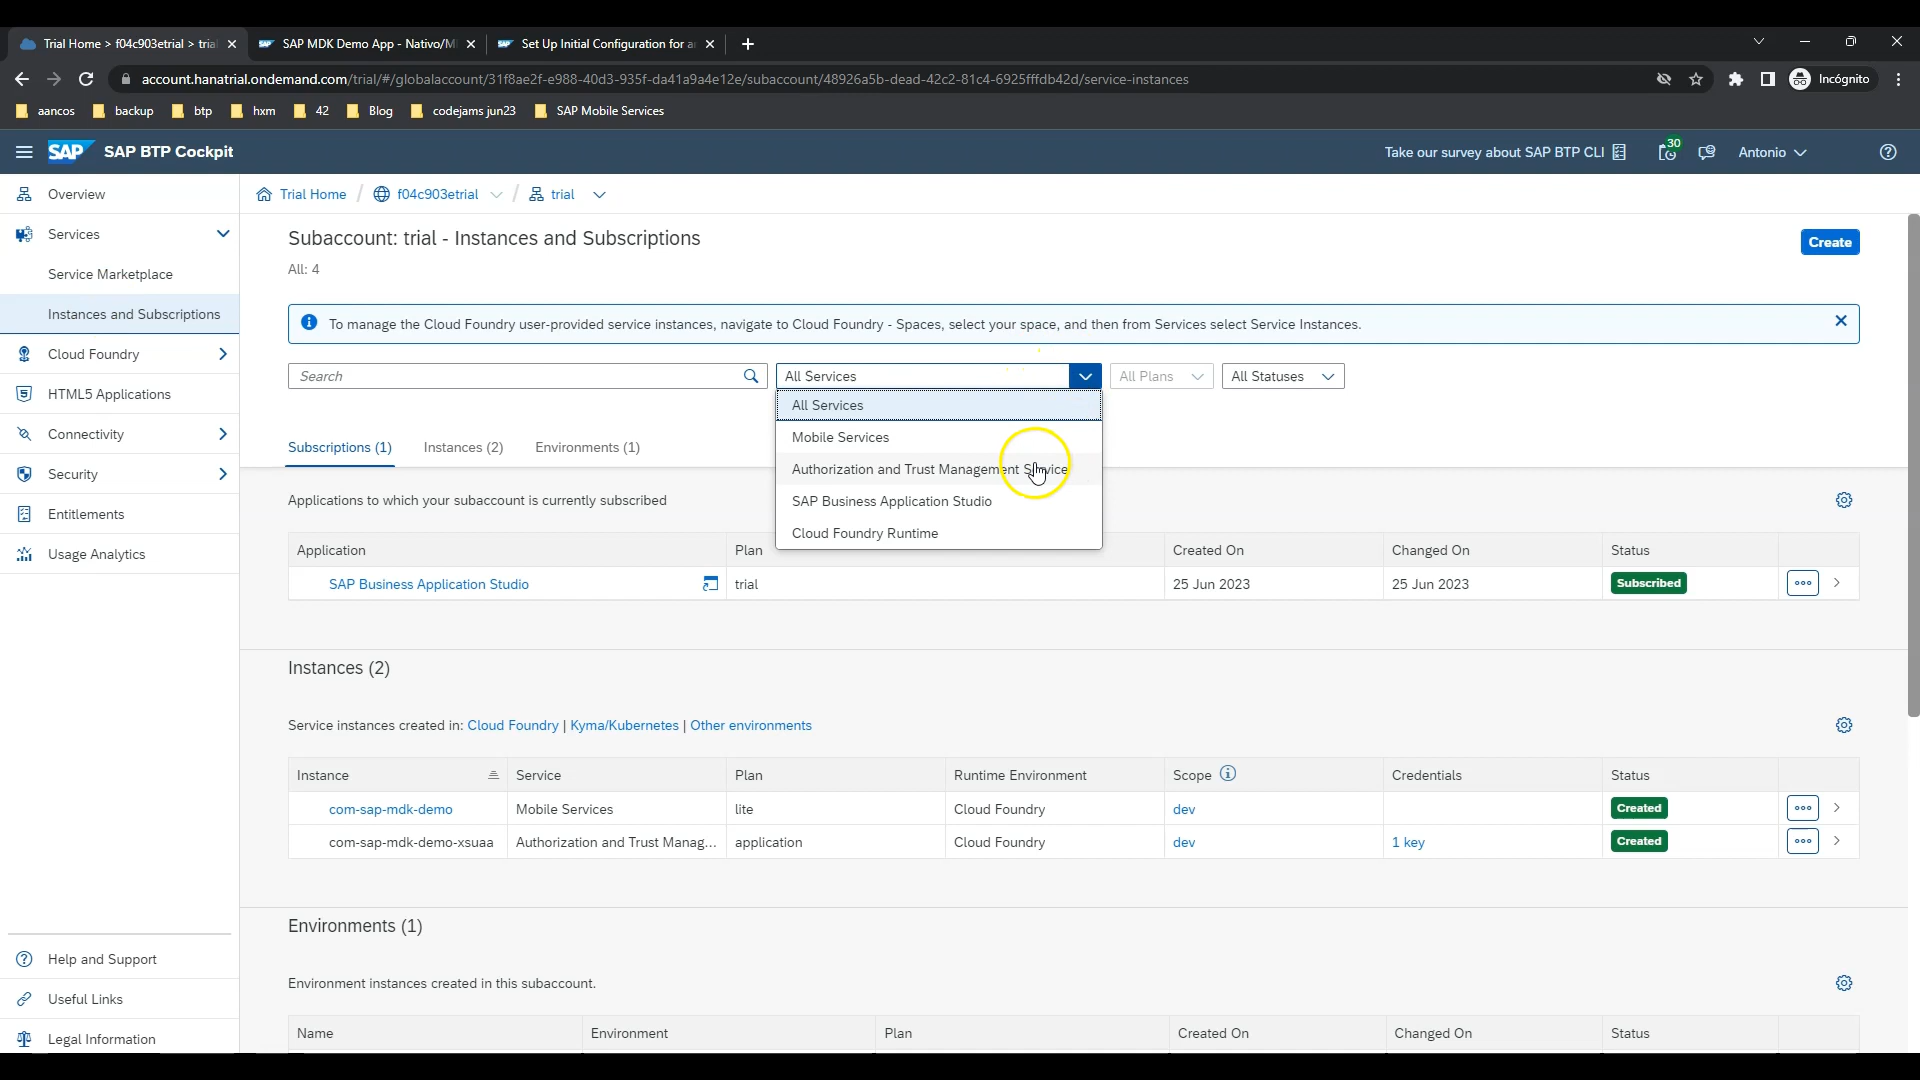 Trial Home > f04c903etrial > tria
SAP MDK Demo App - Nativo/M
Set Up Initial Configuration for a
account.hanatrial.ondemand.com/trial/#/globalaccount/31f8ae2f-e988-40d3-935f-da41a9a4e12e/subaccount/48926a5b-dead-42c2-81c4-6925fffdb42d/service-instances
Incógnito
aancos backup btp hxm 42 Blog codejams jun23 SAP Mobile Services
SAP SAP BTP Cockpit
Take our survey about SAP BTP CLI
30
Antonio
Overview
Services
Service Marketplace
Instances and Subscriptions
Cloud Foundry
HTML5 Applications
Connectivity
Security
Entitlements
Usage Analytics
Help and Support
Useful Links
Legal Information
Trial Home / f04c903etrial / trial
Subaccount: trial - Instances and Subscriptions
All: 4
Create
To manage the Cloud Foundry user-provided service instances, navigate to Cloud Foundry - Spaces, select your space, and then from Services select Service Instances.
Search
All Services
All Plans
All Statuses
All Services
Mobile Services
Authorization and Trust Management Service
SAP Business Application Studio
Cloud Foundry Runtime
Subscriptions (1) Instances (2) Environments (1)
Applications to which your subaccount is currently subscribed
Application Plan Created On Changed On Status
SAP Business Application Studio trial 25 Jun 2023 25 Jun 2023 Subscribed
Instances (2)
Service instances created in: Cloud Foundry | Kyma/Kubernetes | Other environments
Instance Service Plan Runtime Environment Scope Credentials Status
com-sap-mdk-demo Mobile Services lite Cloud Foundry dev Created
com-sap-mdk-demo-xsuaa Authorization and Trust Manag... application Cloud Foundry dev 1 key Created
Environments (1)
Environment instances created in this subaccount.
Name Environment Plan Created On Changed On Status